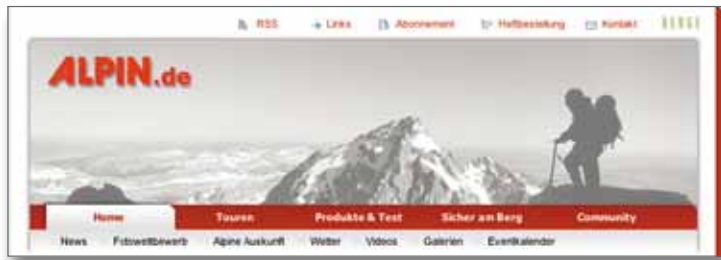 RSS Links Abonnement Heftbestellung Kontakt
ALPIN.de
Home Touren Produkte & Test Sicher am Berg Community
News Fotowettbewerb Alpine Auskunft Wetter Videos Galerien Eventkalender